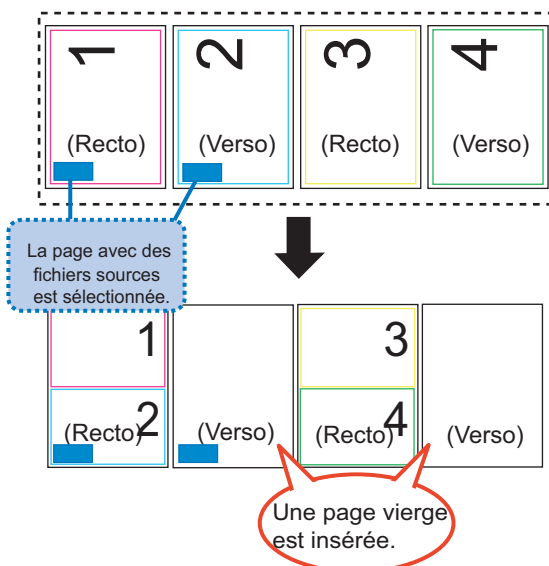 1 2 3 4
(Recto) (Verso) (Recto) (Verso)
La page avec des
fichiers sources
est sélectionnée.
1 3
2 4
(Recto) (Verso) (Recto) (Verso)
Une page vierge
est insérée.